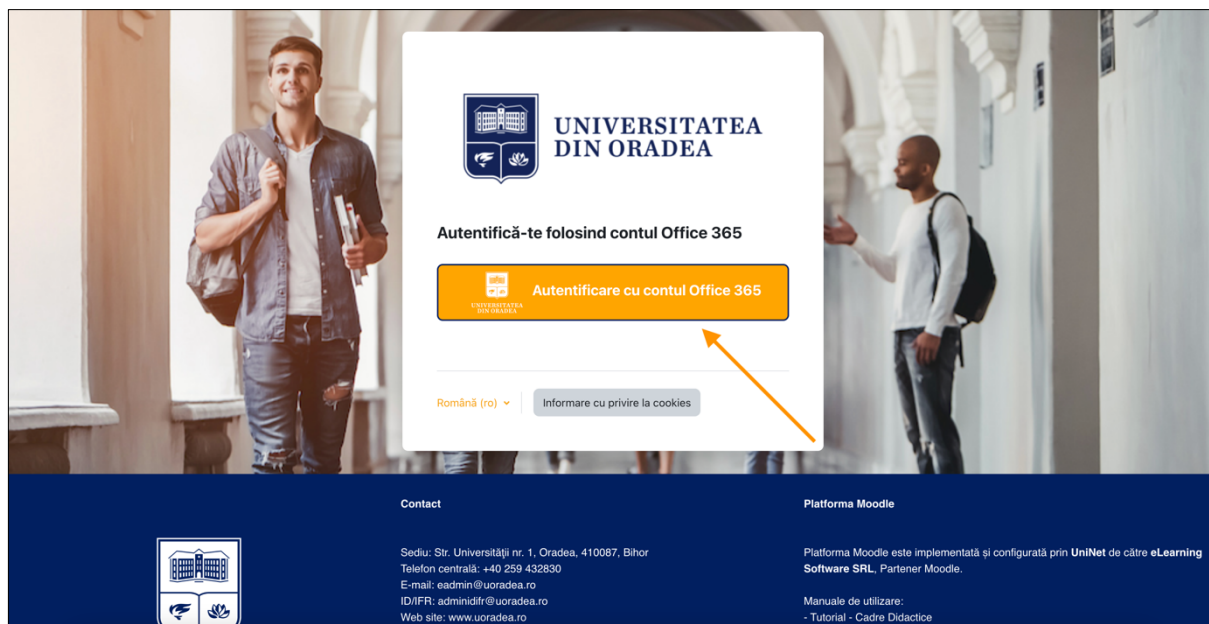 UNIVERSITATEA
DIN ORADEA
Autentifică-te folosind contul Office 365
UNIVERSITATEA
DIN ORADEA
Autentificare cu contul Office 365
Română (ro)
Informare cu privire la cookies
Contact
Sediu: Str. Universităţii nr. 1, Oradea, 410087, Bihor
Telefon centrală: +40 259 432830
E-mail: eadmin@uoradea.ro
ID/IFR: adminidifr@uoradea.ro
Web site: www.uoradea.ro
Platforma Moodle
Platforma Moodle este implementată și configurată prin UniNet de către eLearning
Software SRL, Partener Moodle.
Manuale de utilizare:
- Tutorial - Cadre Didactice